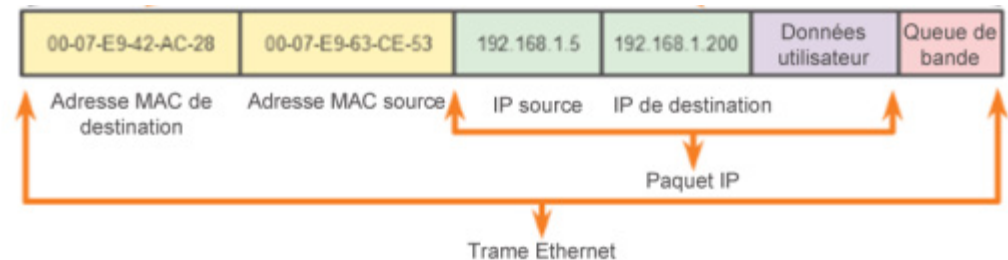 00-07-E9-42-AC-28
00-07-E9-63-CE-53
192.168.1.5
192.168.1.200
Données
utilisateur
Queue de
bande
Adresse MAC de
destination
Adresse MAC source
IP source
IP de destination
Paquet IP
Trame Ethernet